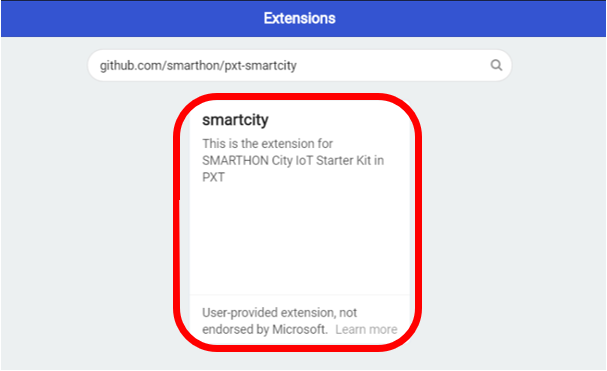 Extensions
github.com/smarthon/pxt-smartcity
smartcity
This is the extension for
SMARTHON City IoT Starter Kit in
PXT
User-provided extension, not
endorsed by Microsoft. Learn more